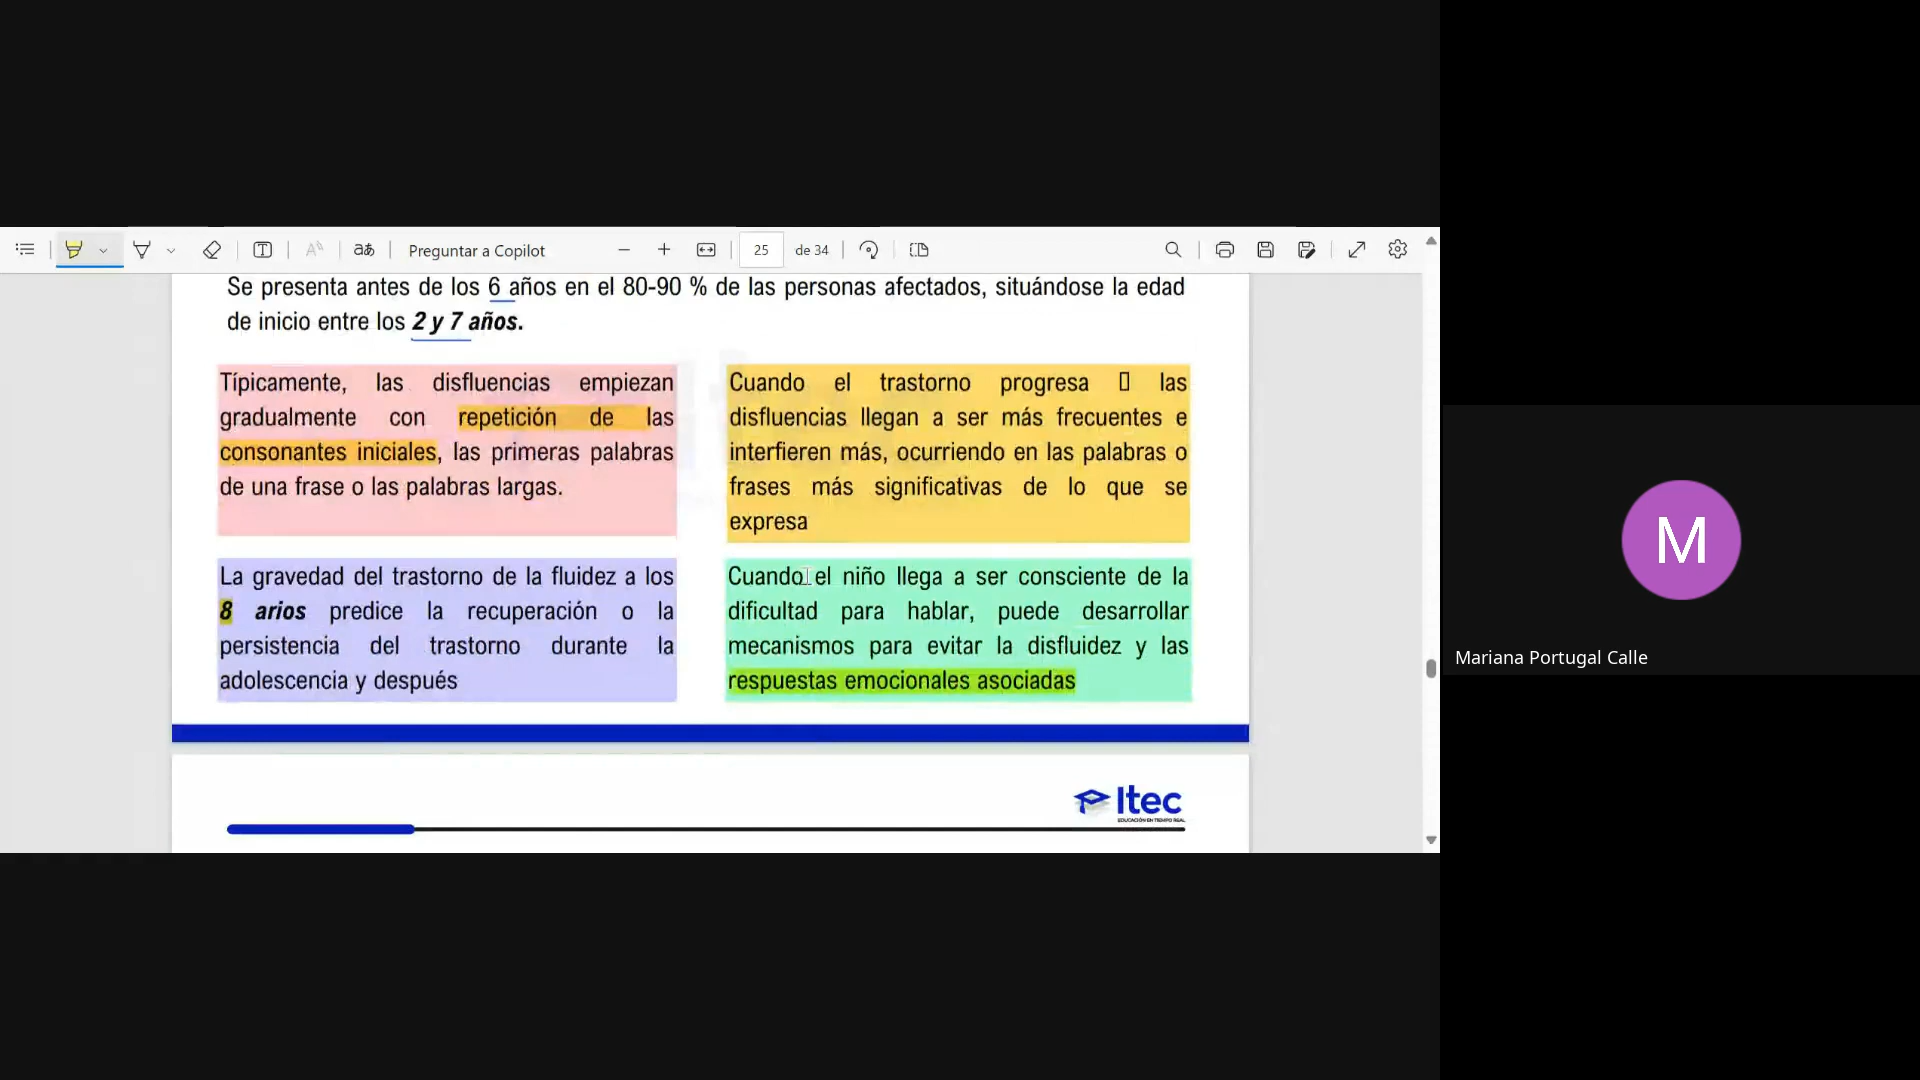 Preguntar a Copilot
25
de 34
Se presenta antes de los 6 años en el 80-90 % de las personas afectados, situándose la edad
de inicio entre los 2 y 7 años.
Típicamente, las disfluencias empiezan
gradualmente con repetición de las
consonantes iniciales, las primeras palabras
de una frase o las palabras largas.
Cuando el trastorno progresa las
disfluencias llegan a ser más frecuentes e
interfieren más, ocurriendo en las palabras o
frases más significativas de lo que se
expresa
La gravedad del trastorno de la fluidez a los
8 arios predice la recuperación o la
persistencia del trastorno durante la
adolescencia y después
Cuando el niño llega a ser consciente de la
dificultad para hablar, puede desarrollar
mecanismos para evitar la disfluidez y las
respuestas emocionales asociadas
Itec
EDUCACIÓN EN TIEMPO REAL
M
Mariana Portugal Calle